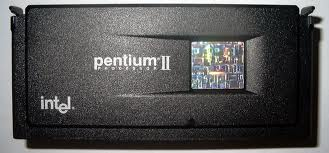 pentium II
PROCESSOR
intel